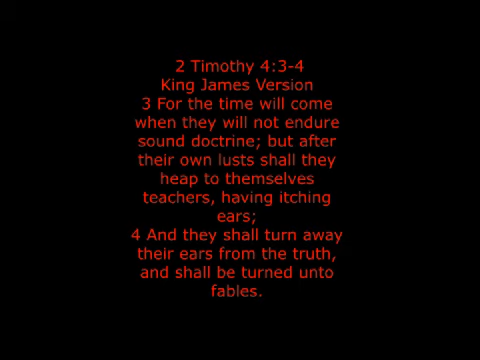 2 Timothy 4:3-4
King James Version
3 For the time will come
when they will not endure
sound doctrine; but after
their own lusts shall they
heap to themselves
teachers, having itching
ears;
4 And they shall turn away
their ears from the truth,
and shall be turned unto
fables.